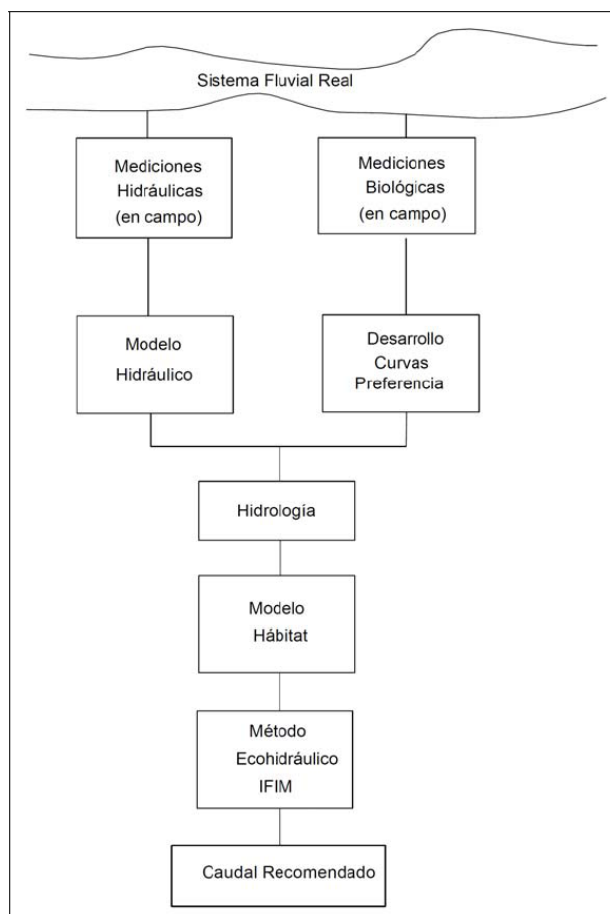 Sistema Fluvial Real
Mediciones
Hidráulicas
(en campo)
Mediciones
Biológicas
(en campo)
Modelo
Hidráulico
Desarrollo
Curvas
Preferencia
Hidrología
Modelo
Hábitat
Método
Ecohidráulico
IFIM
Caudal Recomendado